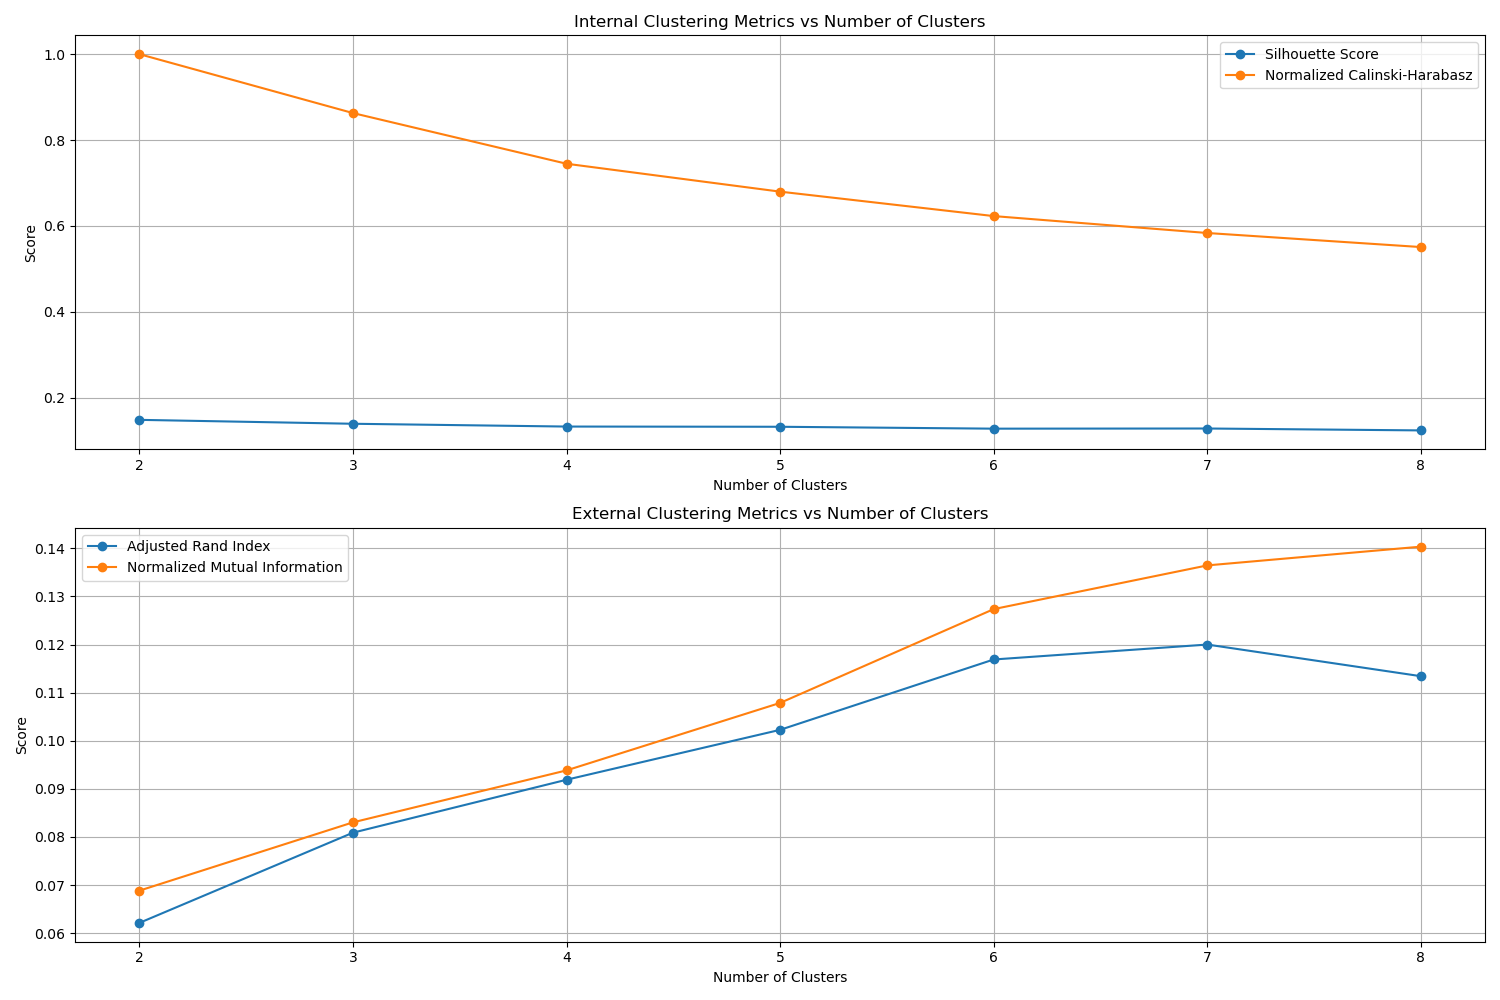 Internal Clustering Metrics vs Number of Clusters
Silhouette Score
Normalized Calinski-Harabasz
1.0
0.8
0.6
0.4
0.2
Score
2 3 4 5 6 7 8
Number of Clusters
External Clustering Metrics vs Number of Clusters
Adjusted Rand Index
Normalized Mutual Information
0.14
0.13
0.12
0.11
0.10
0.09
0.08
0.07
0.06
Score
2 3 4 5 6 7 8
Number of Clusters